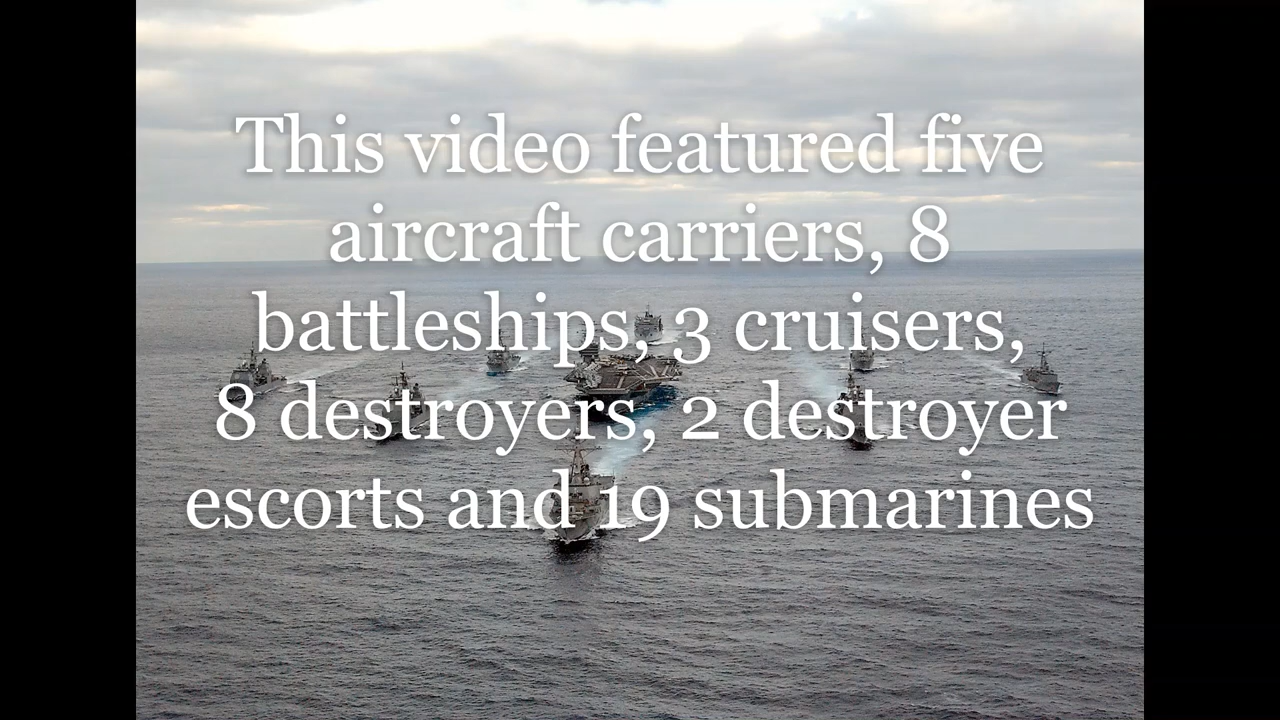 This video featured five
aircraft carriers, 8
battleships, 3 cruisers,
8 destroyers, 2 destroyer
escorts and 19 submarines